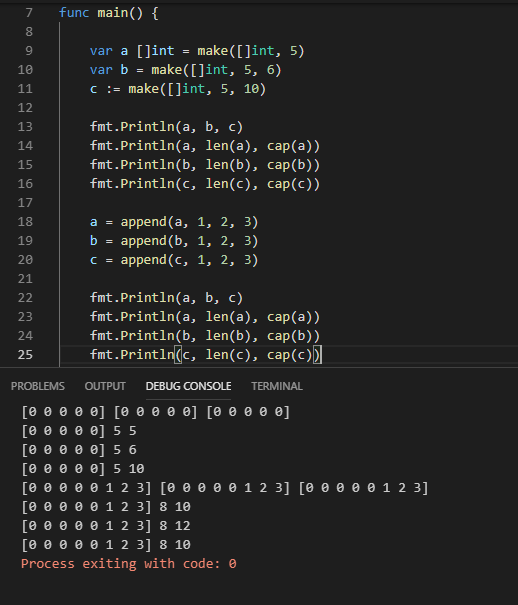 7 func main() {
8
9 var a []int = make([]int, 5)
10 var b = make([]int, 5, 6)
11 c := make([]int, 5, 10)
12
13 fmt.Println(a, b, c)
14 fmt.Println(a, len(a), cap(a))
15 fmt.Println(b, len(b), cap(b))
16 fmt.Println(c, len(c), cap(c))
17
18 a = append(a, 1, 2, 3)
19 b = append(b, 1, 2, 3)
20 c = append(c, 1, 2, 3)
21
22 fmt.Println(a, b, c)
23 fmt.Println(a, len(a), cap(a))
24 fmt.Println(b, len(b), cap(b))
25 fmt.Println(c, len(c), cap(c))
PROBLEMS OUTPUT DEBUG CONSOLE TERMINAL
[0 0 0 0 0] [0 0 0 0 0] [0 0 0 0 0]
[0 0 0 0 0] 5 5
[0 0 0 0 0] 5 6
[0 0 0 0 0] 5 10
[0 0 0 0 0 1 2 3] [0 0 0 0 0 1 2 3] [0 0 0 0 0 1 2 3]
[0 0 0 0 0 1 2 3] 8 10
[0 0 0 0 0 1 2 3] 8 12
[0 0 0 0 0 1 2 3] 8 10
Process exiting with code: 0